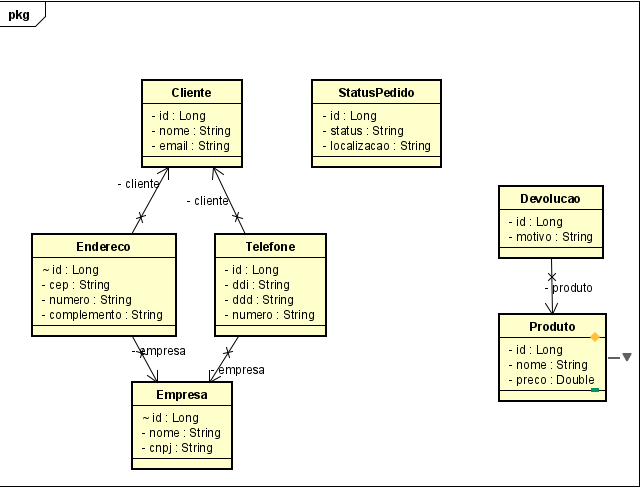 pkg
Cliente
- id : Long
- nome : String
- email : String
StatusPedido
- id : Long
- status : String
- localizacao : String
- cliente
- cliente
Devolucao
- id : Long
- motivo : String
Endereco
~ id : Long
- cep : String
- numero : String
- complemento : String
Telefone
- id : Long
- ddi : String
- ddd : String
- numero : String
- produto
Produto
- id : Long
- nome : String
- preco : Double
- empresa
- empresa
Empresa
~ id : Long
- nome : String
- cnpj : String